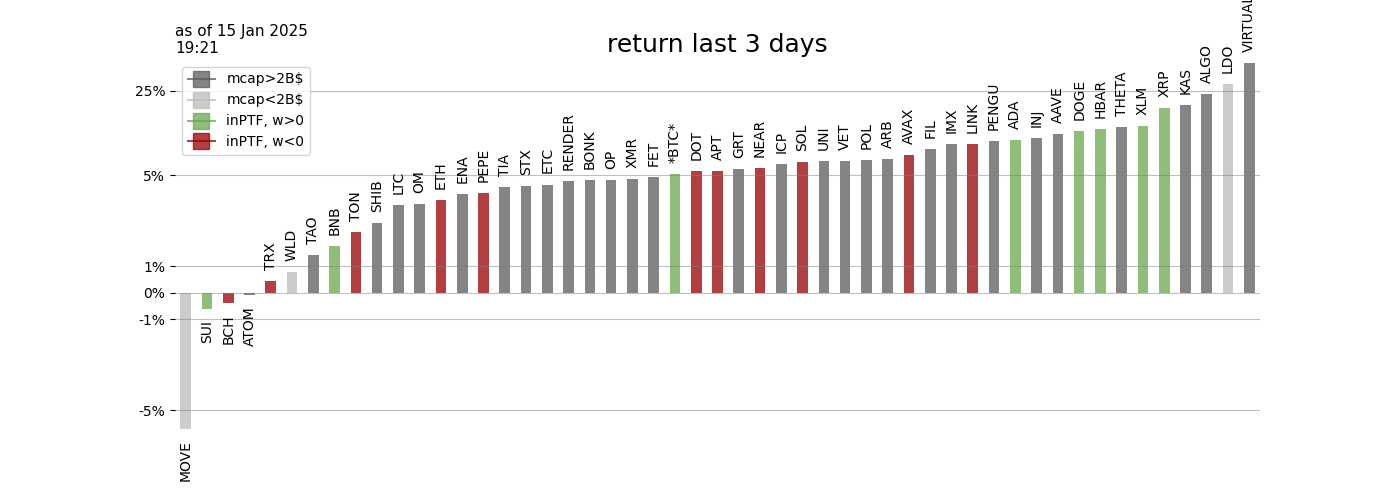 as of 15 Jan 2025
19:21
return last 3 days
mcap>2B$
mcap<2B$
inPTF, w>0
inPTF, w<0
25%
5%
1%
0%
-1%
-5%
MOVE
SUI
BCH
ATOM
TRX
WLD
TAO
BNB
TON
SHIB
LTC
OM
ETH
ENA
PEPE
TIA
STX
ETC
RENDER
BONK
OP
XMR
FET
*BTC*
DOT
APT
GRT
NEAR
ICP
SOL
UNI
VET
POL
ARB
AVAX
FIL
IMX
LINK
PENGU
ADA
INJ
AAVE
DOGE
HBAR
THETA
XLM
XRP
KAS
ALGO
LDO
VIRTUAL